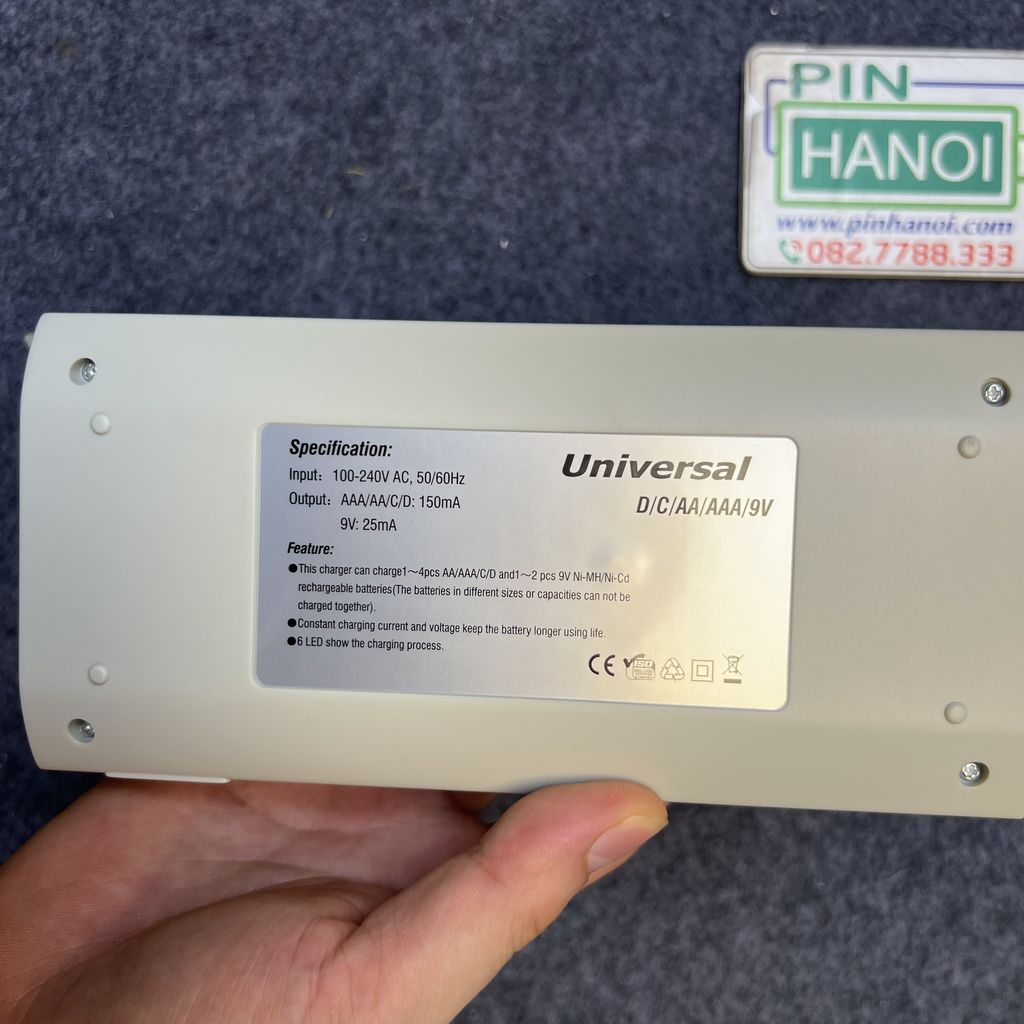 PIN
HANOI
www.pinhanoi.com
082.7788.333
Specification:
Input: 100-240V AC, 50/60Hz
Output: AAA/AA/C/D: 150mA
9V: 25mA
Universal
D/C/AA/AAA/9V
Feature:
●This charger can charge1～4pcs AA/AAA/C/D and1～2 pcs 9V Ni-MH/Ni-Cd
rechargeable batteries(The batteries in different sizes or capacities can not be
charged together).
●Constant charging current and voltage keep the battery longer using life.
●6 LED show the charging process.
CE
ISO